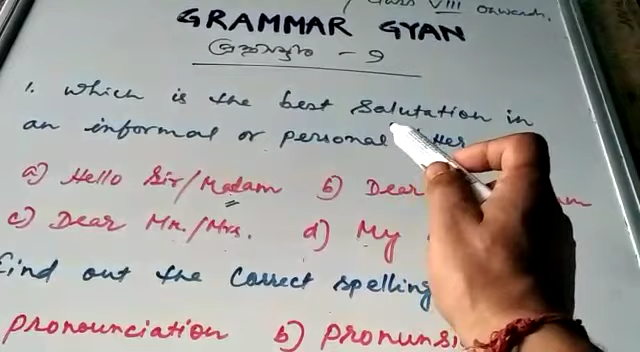 Class VIII onwards.
GRAMMAR GYAN
- 9
1. Which is the best salutation in
an informal or personal
a) Hello Sir/Madam b) Dear
c) Dear Mr./Mrs. d) My
Find out the correct spelling
pronounciation b) pronunsi